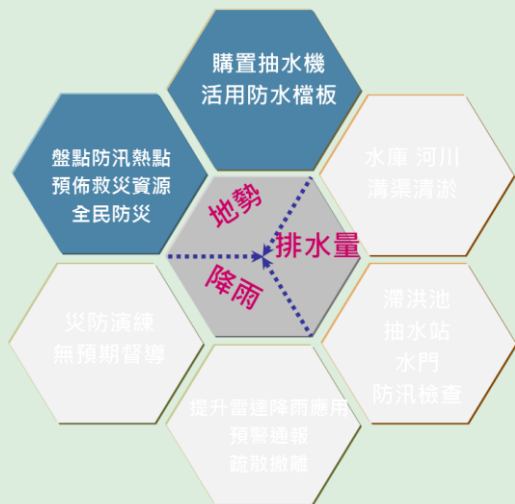 購置抽水機
活用防水檔板
盤點防汛熱點
預佈救災資源
全民防災
水庫 河川
溝渠清淤
地勢
排水量
降雨
災防演練
無預期督導
滯洪池
抽水站
水門
防汛檢查
提升雷達降雨應用
預警通報
疏散撤離